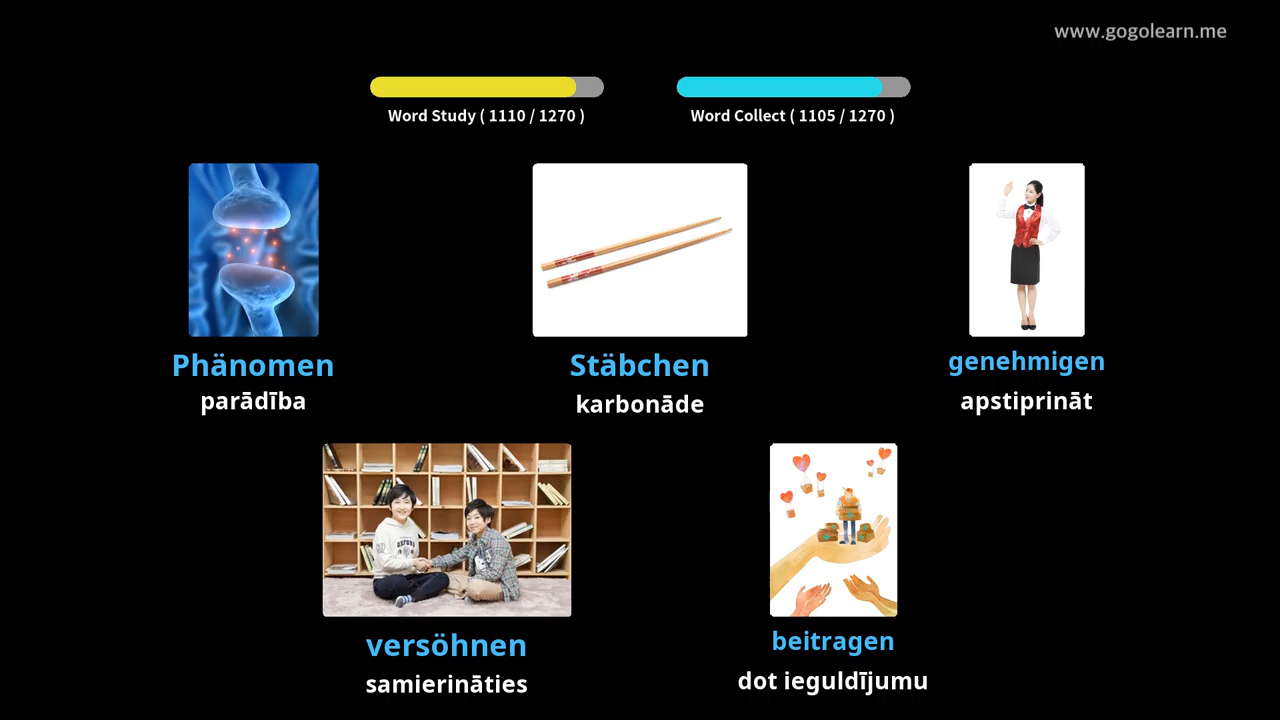 www.gogolearn.me
Word Study ( 1110 / 1270 )
Word Collect ( 1105 / 1270 )
Phänomen
parādība
Stäbchen
karbonāde
genehmigen
apstiprināt
versöhnen
samierināties
beitragen
dot ieguldījumu